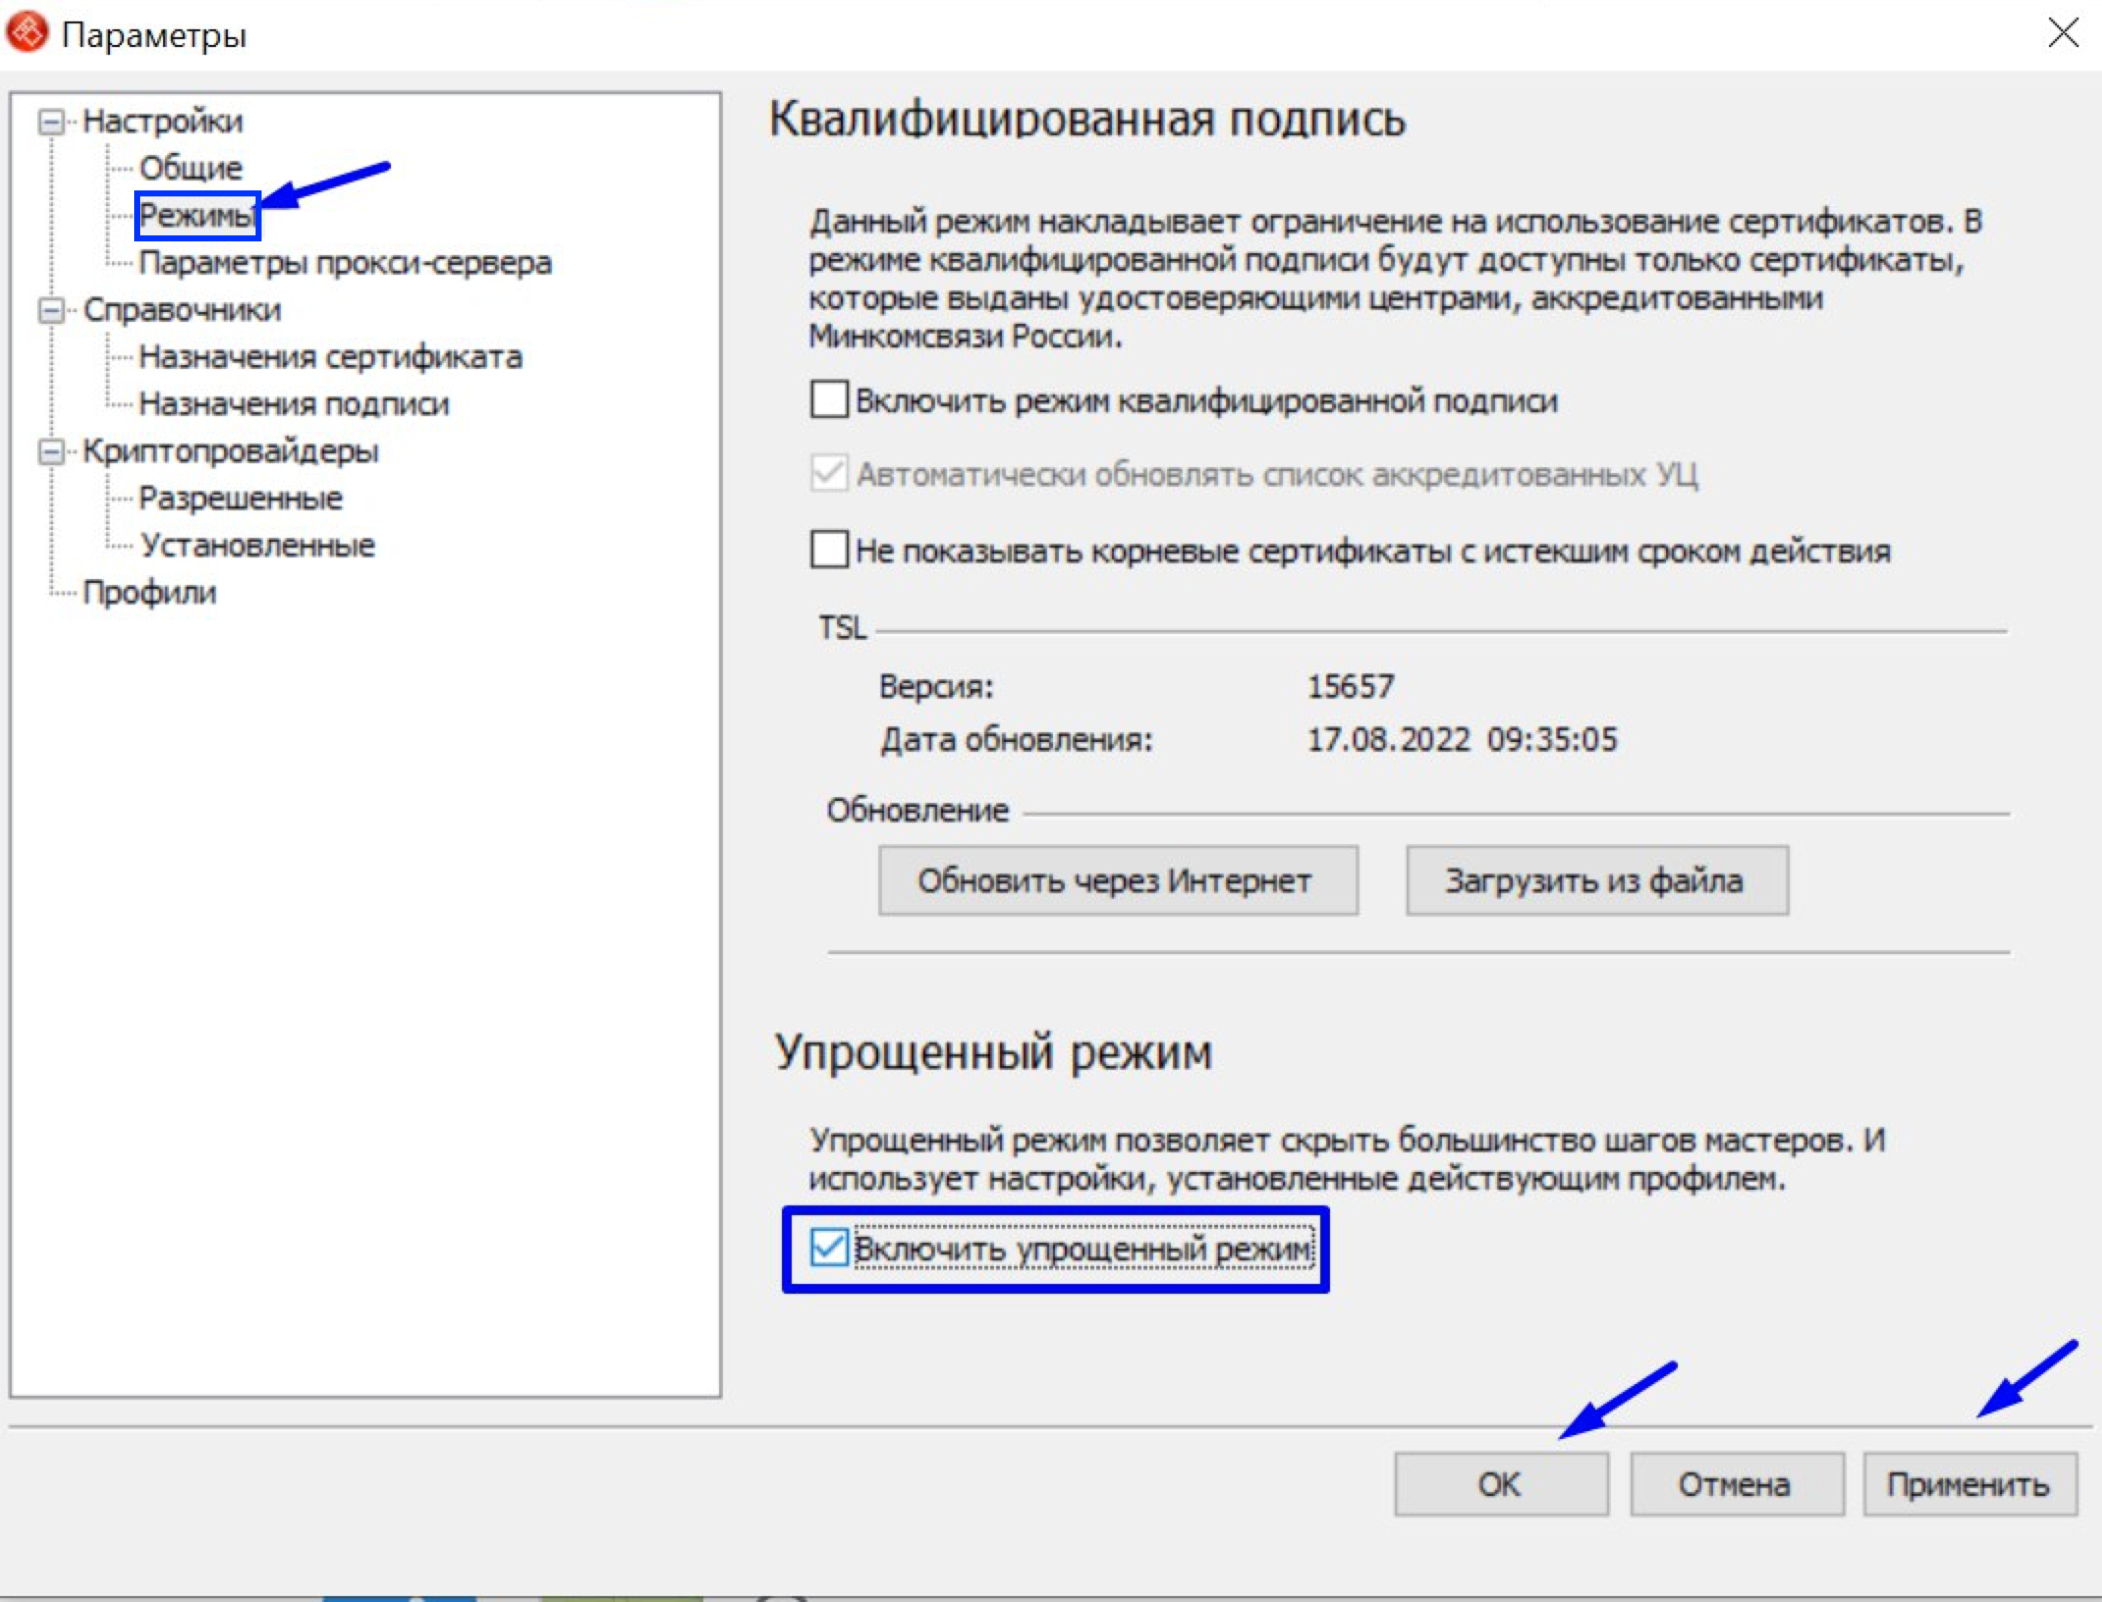 Параметры
Настройки
Общие
Режимы
Параметры прокси-сервера
Справочники
Назначения сертификата
Назначения подписи
Криптопровайдеры
Разрешенные
Установленные
Профили
Квалифицированная подпись
Данный режим накладывает ограничение на использование сертификатов. В
режиме квалифицированной подписи будут доступны только сертификаты,
которые выданы удостоверяющими центрами, аккредитованными
Минкомсвязи России.
Включить режим квалифицированной подписи
Автоматически обновлять список аккредитованных УЦ
Не показывать корневые сертификаты с истекшим сроком действия
TSL
Версия: 15657
Дата обновления: 17.08.2022 09:35:05
Обновление
Обновить через Интернет Загрузить из файла
Упрощенный режим
Упрощенный режим позволяет скрыть большинство шагов мастеров. И
использует настройки, установленные действующим профилем.
Включить упрощенный режим
ОК Отмена Применить